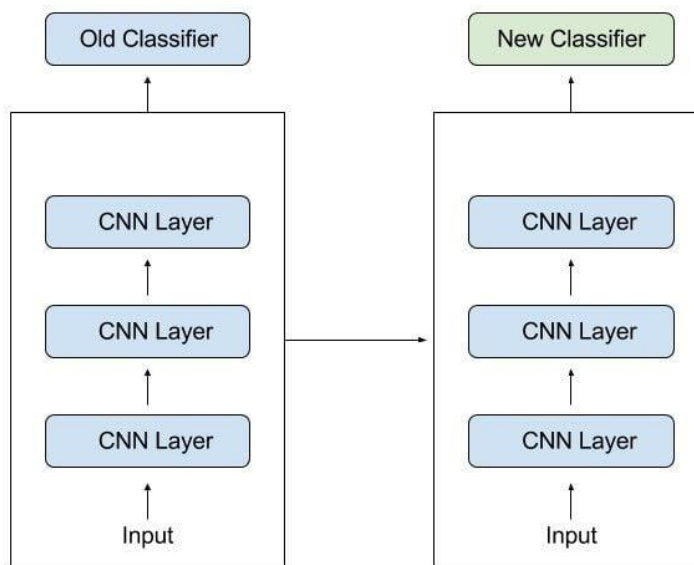 Old Classifier
CNN Layer
CNN Layer
CNN Layer
Input
New Classifier
CNN Layer
CNN Layer
CNN Layer
Input